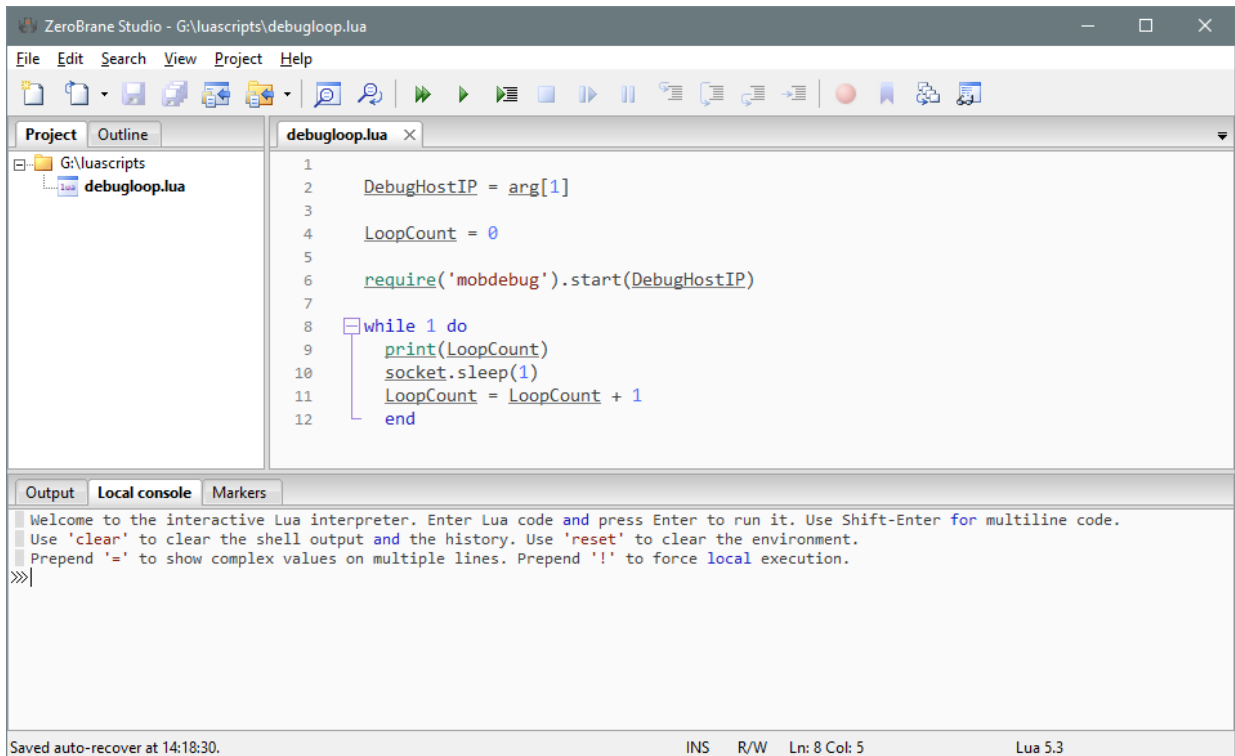 ZeroBrane Studio - G:\luascripts\debugloop.lua
File Edit Search View Project Help
Project Outline
debugloop.lua
G:\luascripts
lua debugloop.lua
1
2 DebugHostIP = arg[1]
3
4 LoopCount = 0
5
6 require('mobdebug').start(DebugHostIP)
7
8 while 1 do
9 print(LoopCount)
10 socket.sleep(1)
11 LoopCount = LoopCount + 1
12 end
Output Local console Markers
Welcome to the interactive Lua interpreter. Enter Lua code and press Enter to run it. Use Shift-Enter for multiline code.
Use 'clear' to clear the shell output and the history. Use 'reset' to clear the environment.
Prepend '=' to show complex values on multiple lines. Prepend '!' to force local execution.
Saved auto-recover at 14:18:30. INS R/W Ln: 8 Col: 5 Lua 5.3